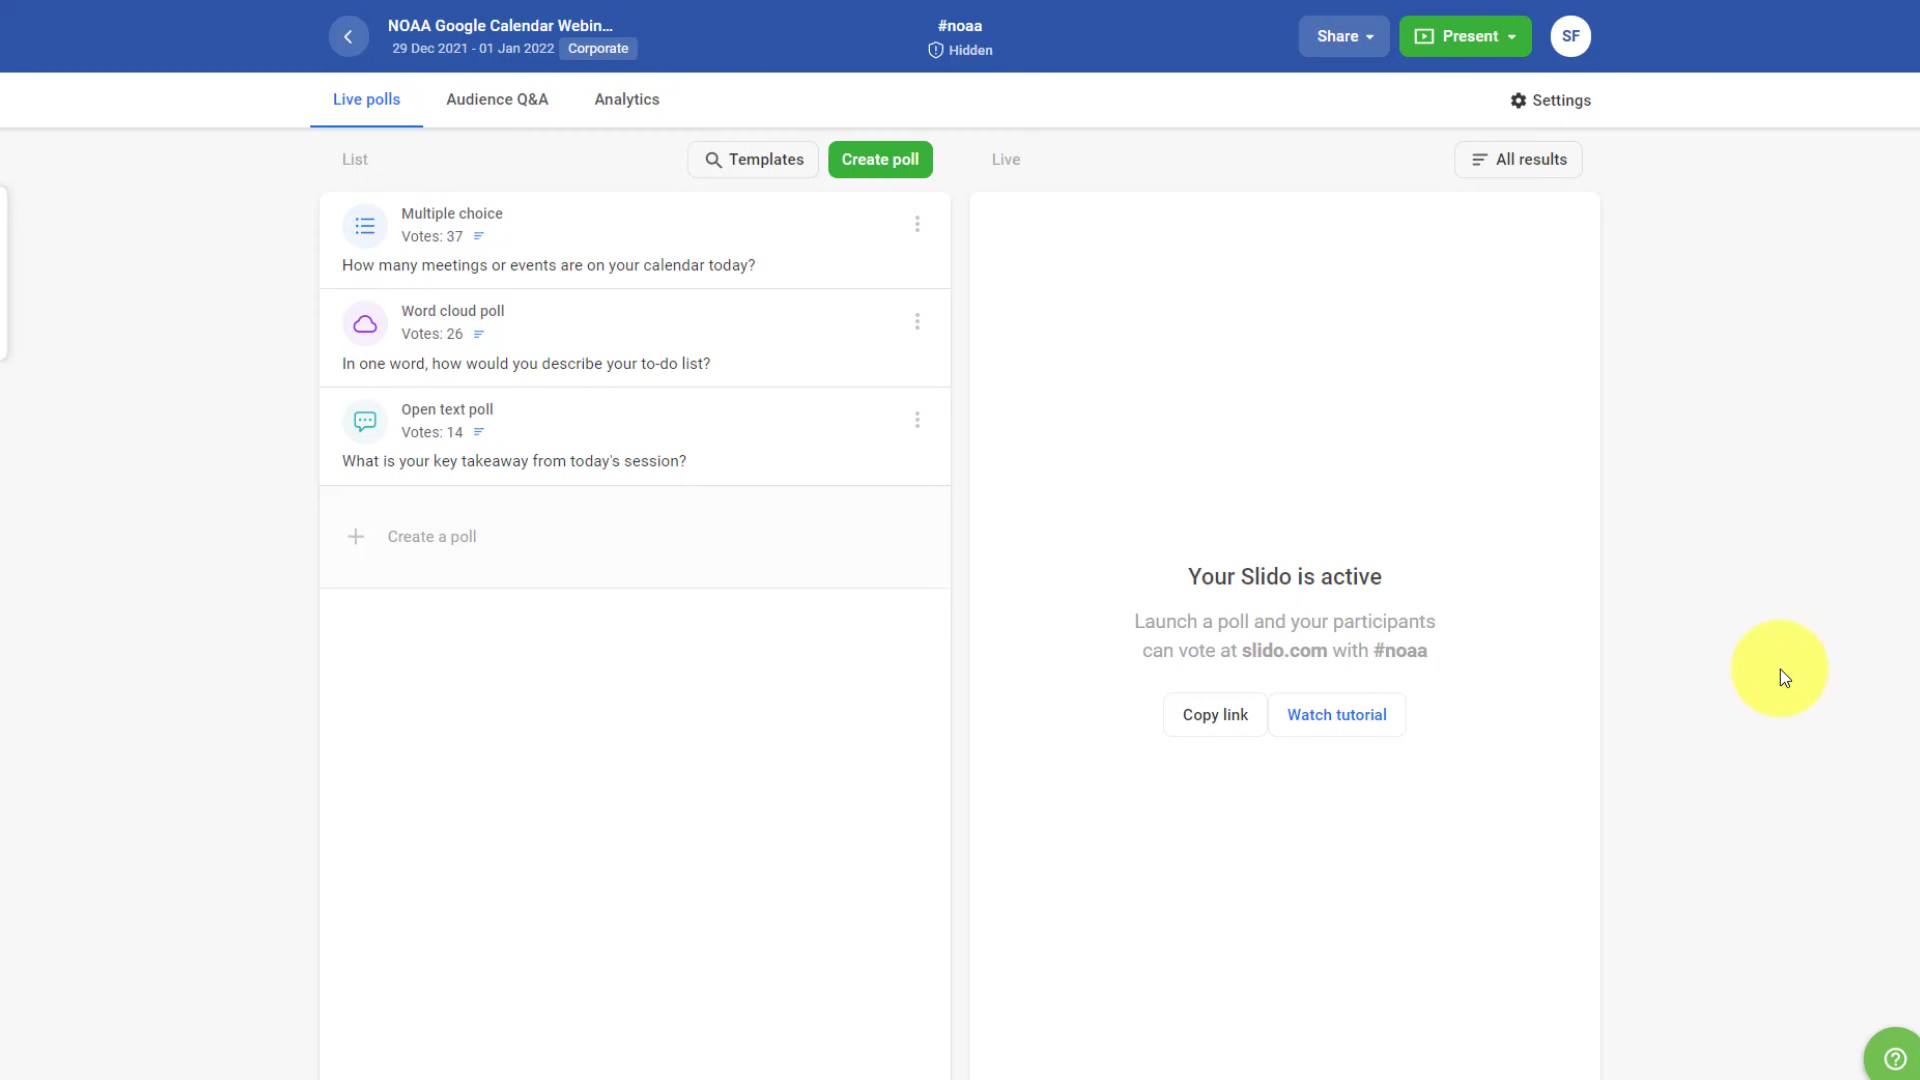 NOAA Google Calendar Webin...
29 Dec 2021 - 01 Jan 2022 Corporate
#noaa
Hidden
Share
Present
SF
Live polls
Audience Q&A
Analytics
Settings
List
Templates
Create poll
Live
All results
Multiple choice
Votes: 37
How many meetings or events are on your calendar today?
Word cloud poll
Votes: 26
In one word, how would you describe your to-do list?
Open text poll
Votes: 14
What is your key takeaway from today's session?
Create a poll
Your Slido is active
Launch a poll and your participants
can vote at slido.com with #noaa
Copy link
Watch tutorial